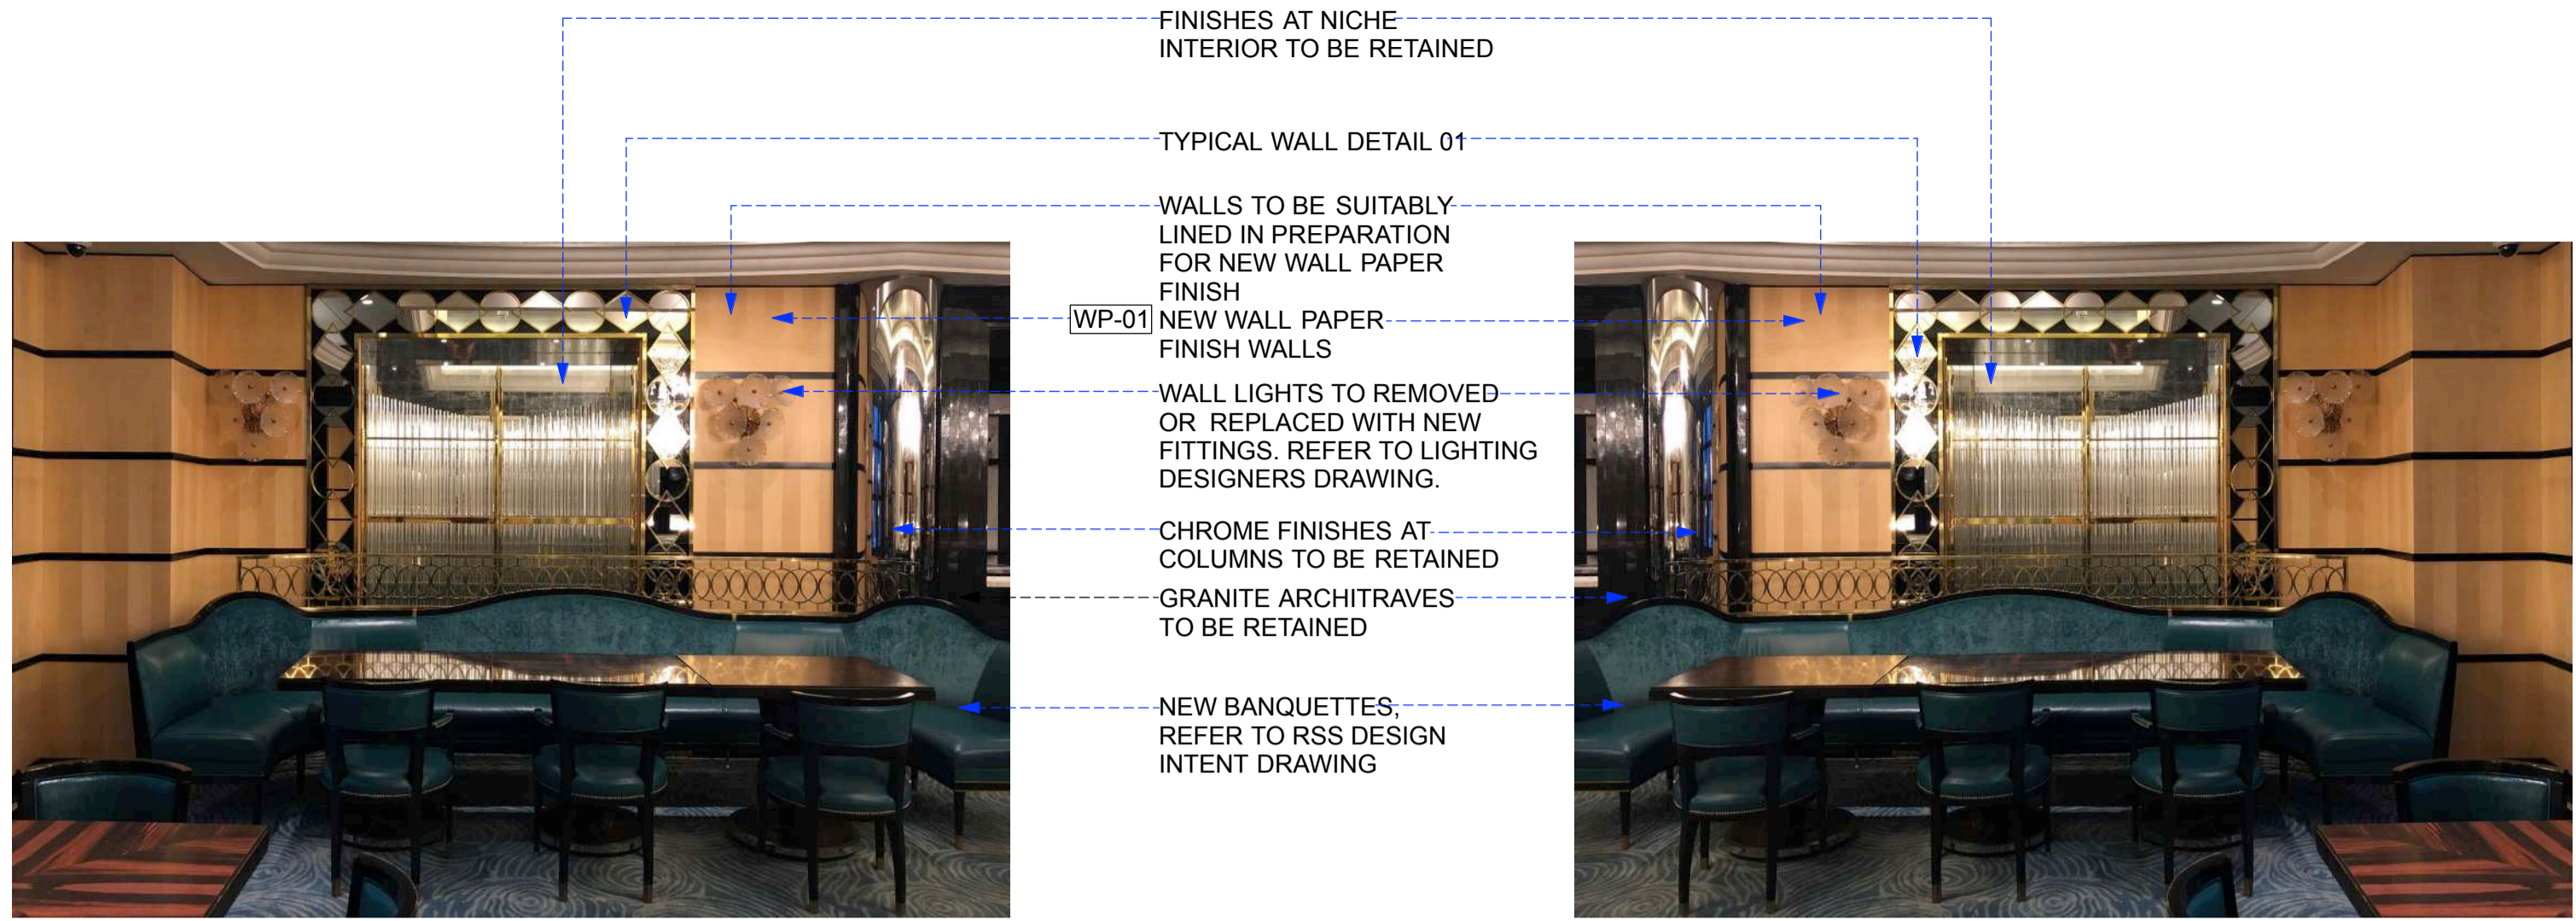 FINISHES AT NICHE
INTERIOR TO BE RETAINED
TYPICAL WALL DETAIL 01
WALLS TO BE SUITABLY
LINED IN PREPARATION
FOR NEW WALL PAPER
FINISH
WP-01 NEW WALL PAPER
FINISH WALLS
WALL LIGHTS TO REMOVED
OR REPLACED WITH NEW
FITTINGS. REFER TO LIGHTING
DESIGNERS DRAWING.
CHROME FINISHES AT
COLUMNS TO BE RETAINED
GRANITE ARCHITRAVES
TO BE RETAINED
NEW BANQUETTES,
REFER TO RSS DESIGN
INTENT DRAWING